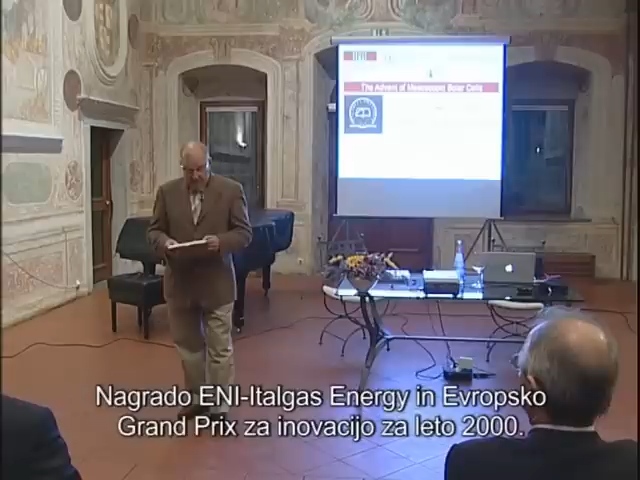 The Advent of Mesoscopic Solar Cells
Nagrado ENI-Italgas Energy in Evropsko
Grand Prix za inovacijo za leto 2000.